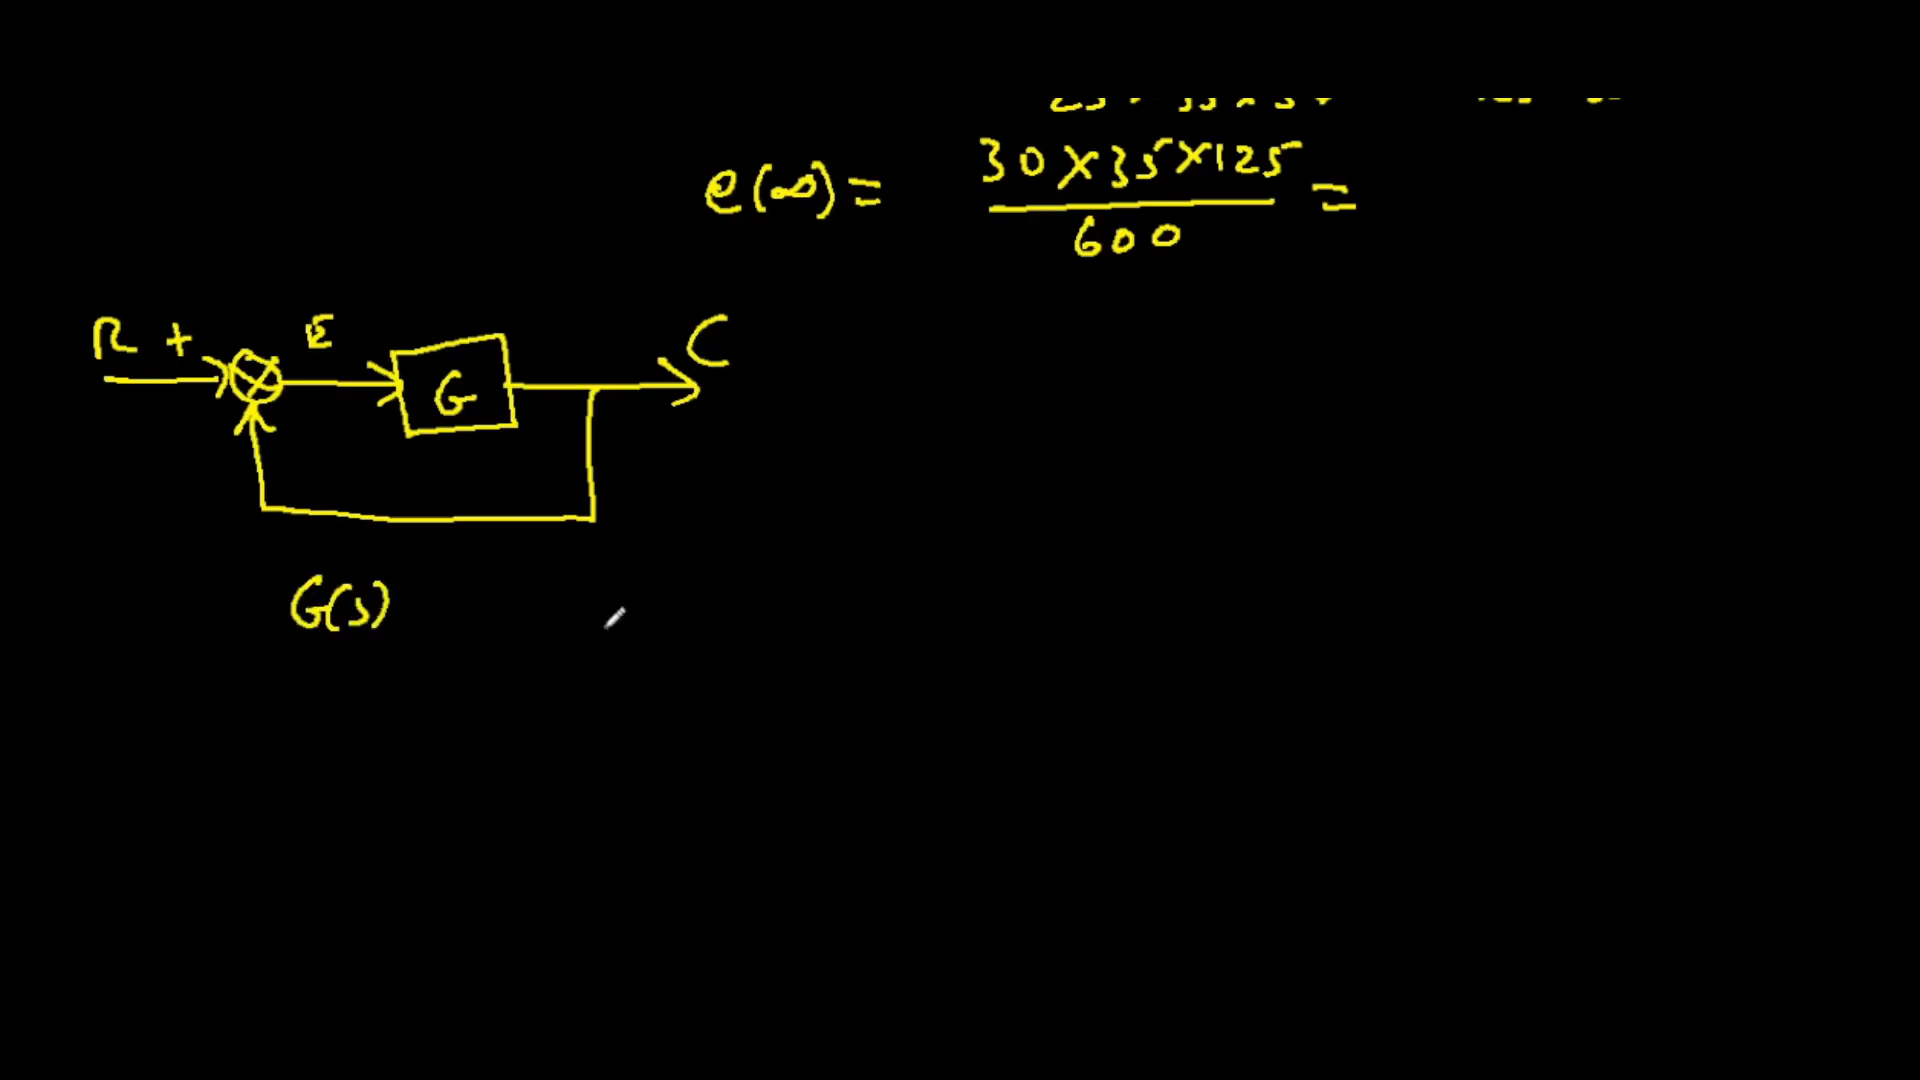 e(∞) = 30 × 35 × 125 / 600 =
R + E C
G
G(s)